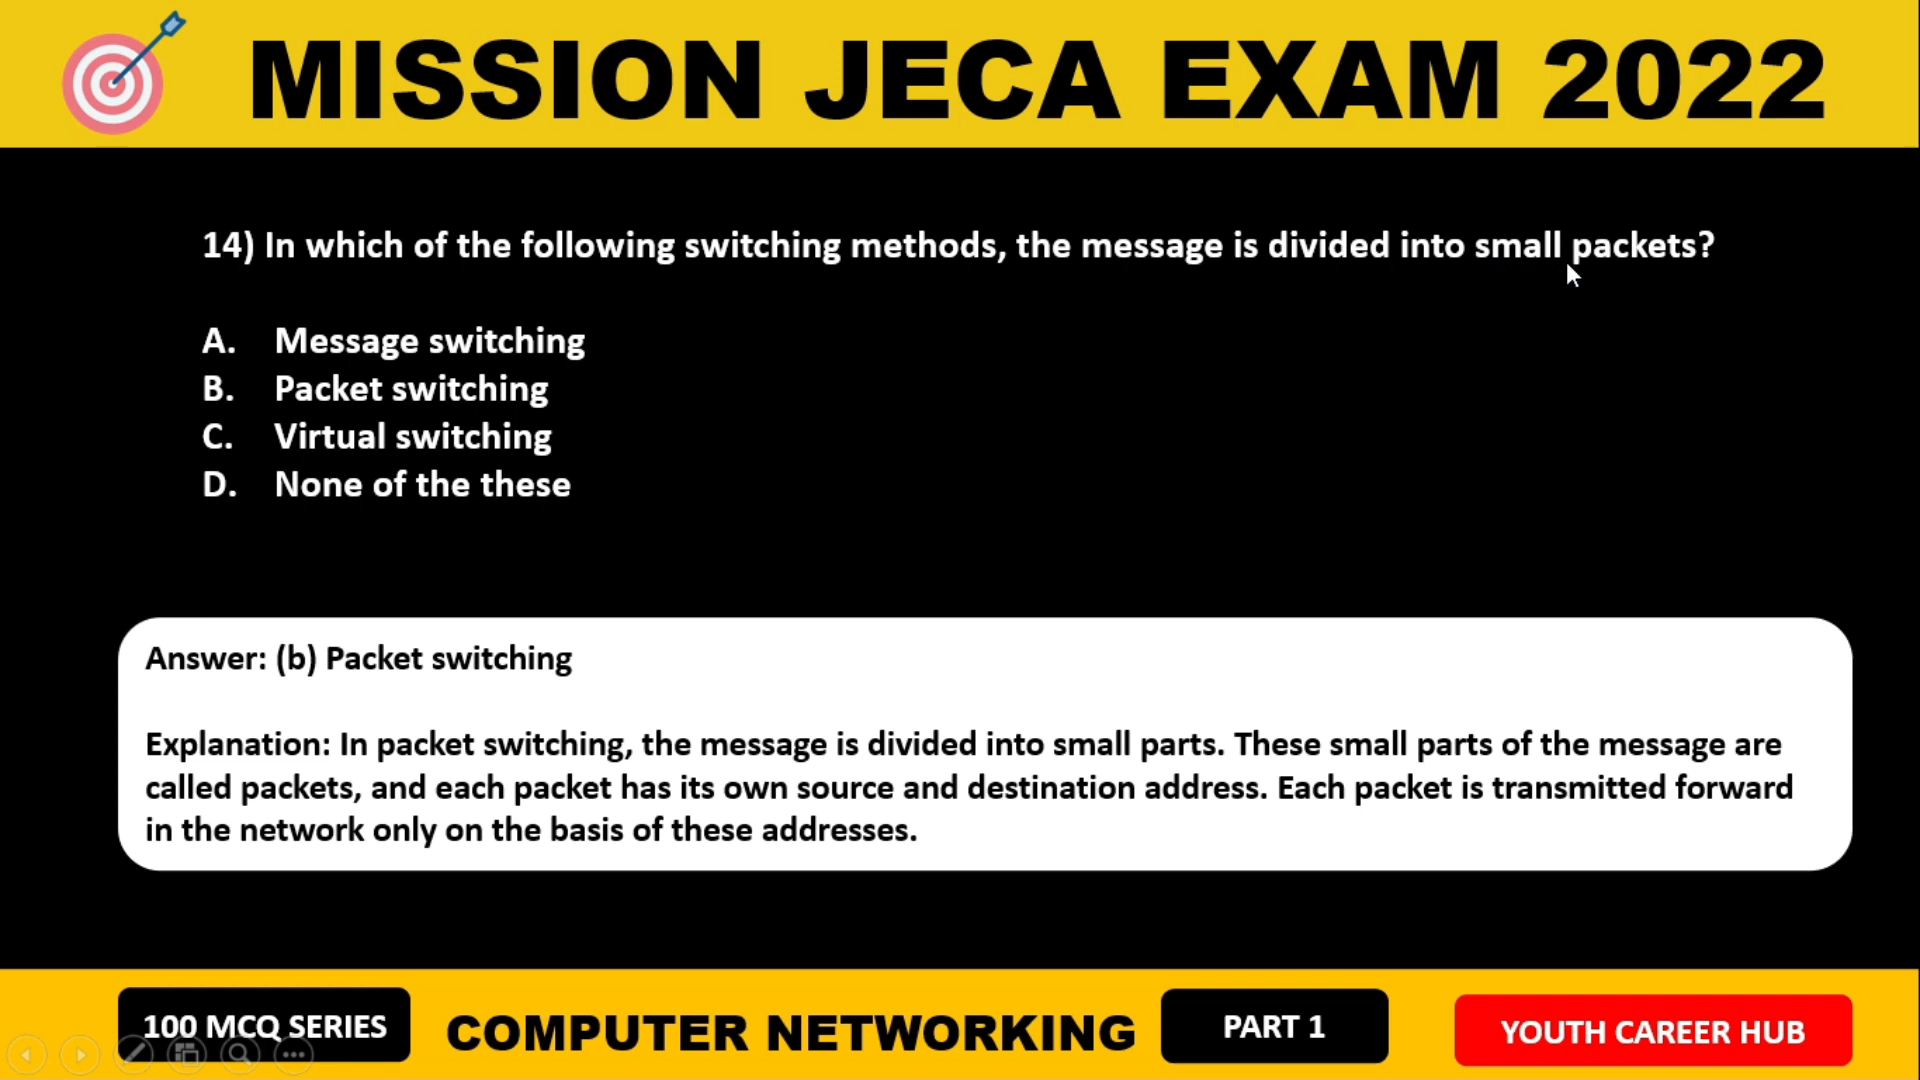 MISSION JECA EXAM 2022
14) In which of the following switching methods, the message is divided into small packets?
A. Message switching
B. Packet switching
C. Virtual switching
D. None of the these
Answer: (b) Packet switching
Explanation: In packet switching, the message is divided into small parts. These small parts of the message are
called packets, and each packet has its own source and destination address. Each packet is transmitted forward
in the network only on the basis of these addresses.
100 MCQ SERIES
COMPUTER NETWORKING
PART 1
YOUTH CAREER HUB